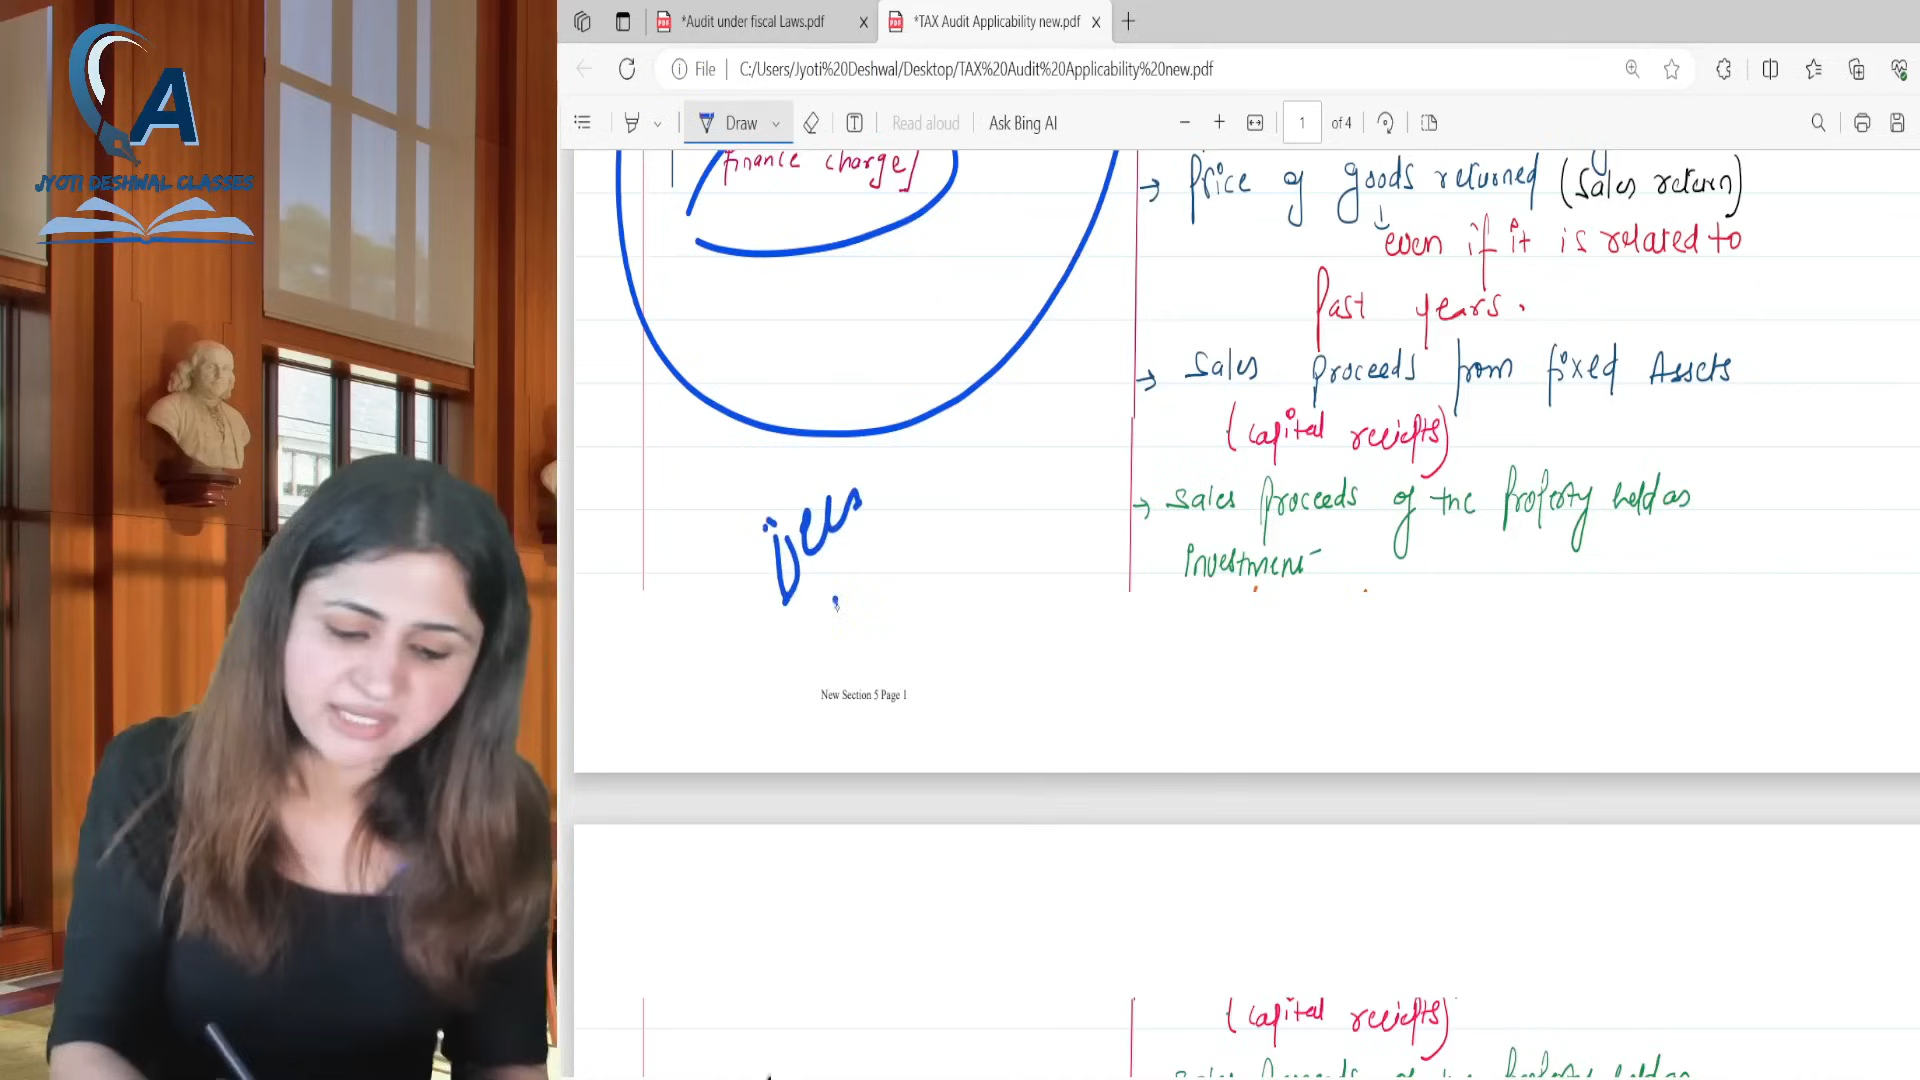 CA
JYOTI DESHWAL CLASSES
*Audit under fiscal Laws.pdf
*TAX Audit Applicability new.pdf
File
C:/Users/Jyoti%20Deshwal/Desktop/TAX%20Audit%20Applicability%20new.pdf
Draw
Read aloud
Ask Bing AI
1 of 4
finance charge]
→ Price of goods returned (Sales return)
↓ even if it is related to
Past years.
→ Sales proceeds from fixed Assets
(capital reciepts)
→ Sales proceeds of the Property held as
investment
New Section 5 Page 1
(capital reciepts)